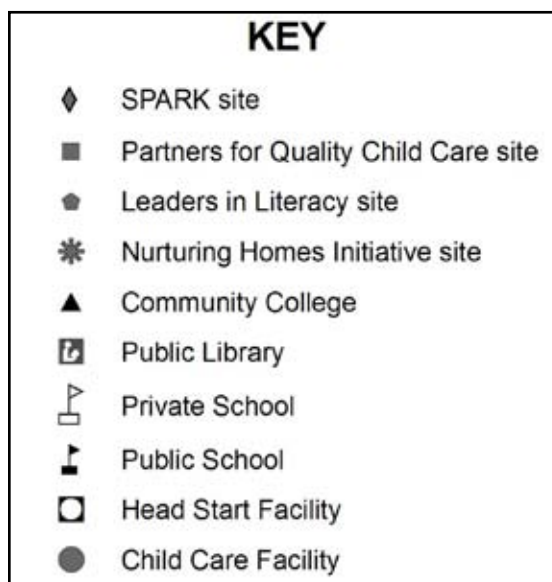 KEY
SPARK site
Partners for Quality Child Care site
Leaders in Literacy site
Nurturing Homes Initiative site
Community College
Public Library
Private School
Public School
Head Start Facility
Child Care Facility